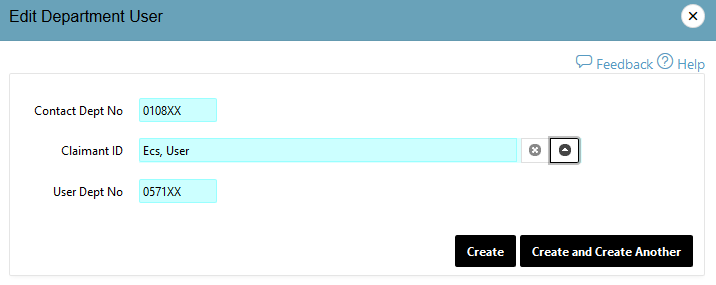 Edit Department User
Feedback Help
Contact Dept No 0108XX
Claimant ID Ecs, User
User Dept No 0571XX
Create Create and Create Another